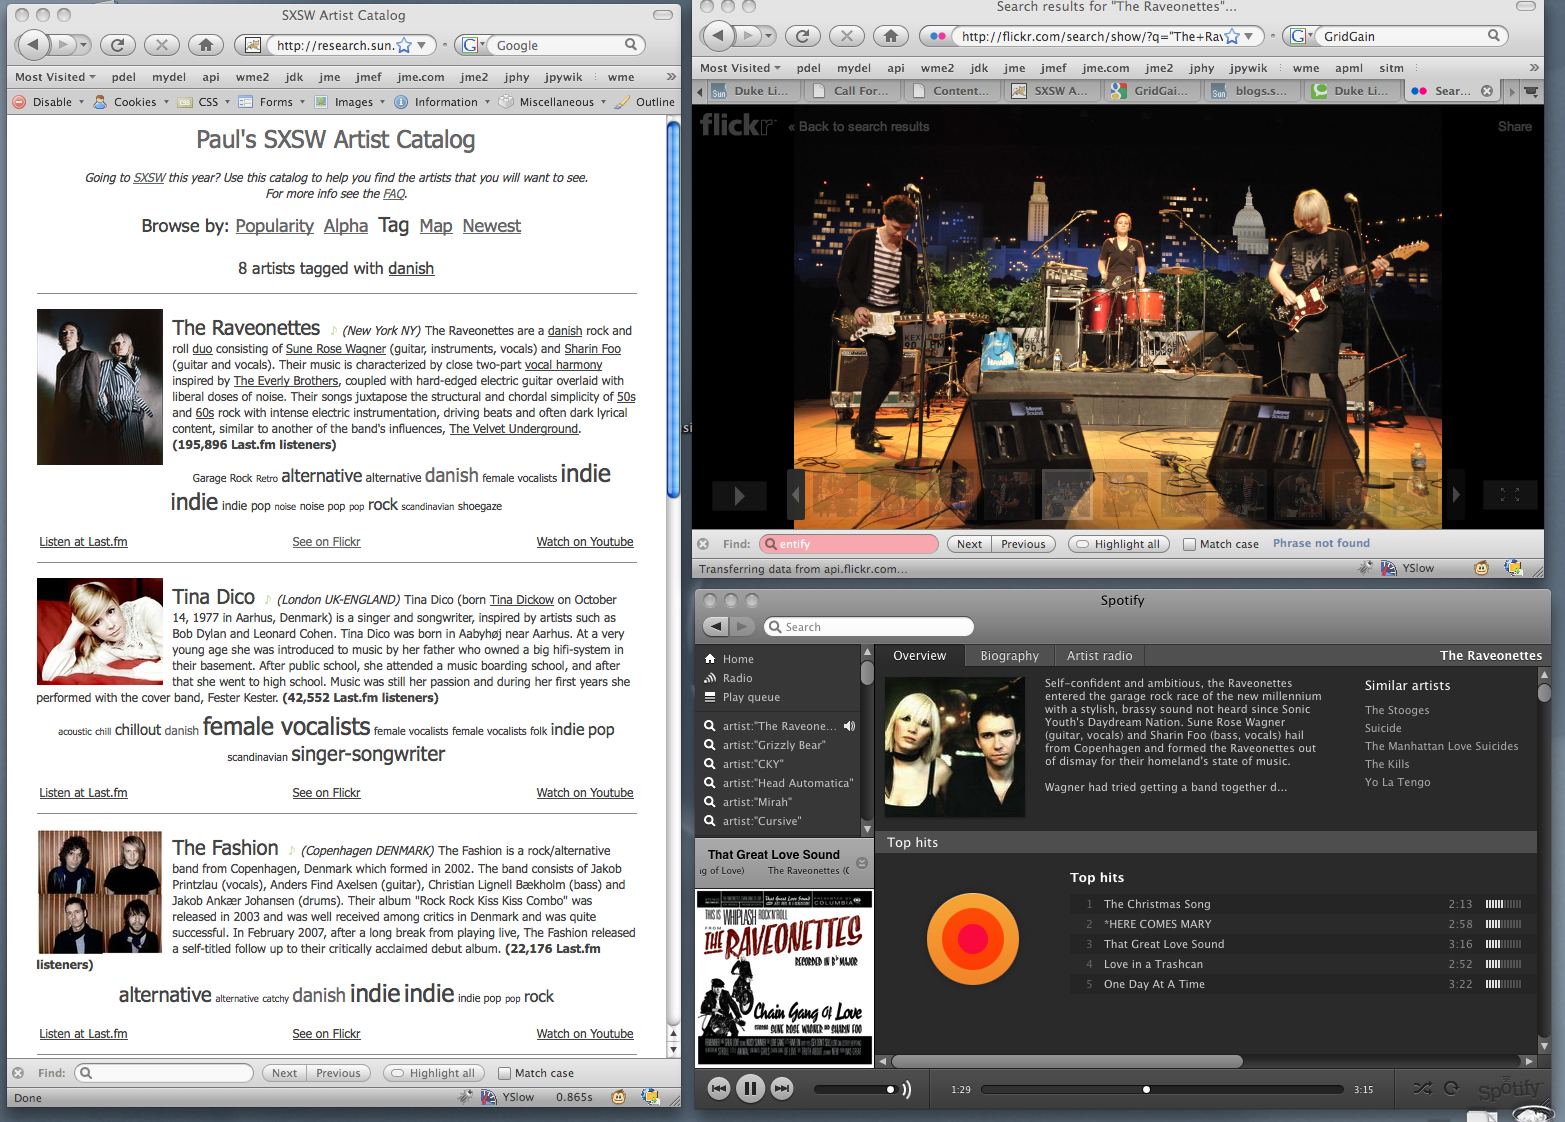 SXSW Artist Catalog
http://research.sun.
Google
Most Visited pdel mydel api wme2 jdk jme jmef jme.com jme2 jphy jpywik wme »
Disable Cookies CSS Forms Images Information Miscellaneous Outline
Paul's SXSW Artist Catalog
Going to SXSW this year? Use this catalog to help you find the artists that you will want to see.
For more info see the FAQ.
Browse by: Popularity Alpha Tag Map Newest
8 artists tagged with danish
The Raveonettes ♪ (New York NY) The Raveonettes are a danish rock and
roll duo consisting of Sune Rose Wagner (guitar, instruments, vocals) and Sharin Foo
(guitar and vocals). Their music is characterized by close two-part vocal harmony
inspired by The Everly Brothers, coupled with hard-edged electric guitar overlaid with
liberal doses of noise. Their songs juxtapose the structural and chordal simplicity of 50s
and 60s rock with intense electric instrumentation, driving beats and often dark lyrical
content, similar to another of the band's influences, The Velvet Underground.
(195,896 Last.fm listeners)
Garage Rock Retro alternative alternative danish female vocalists indie
indie indie pop noise noise pop pop rock scandinavian shoegaze
Listen at Last.fm See on Flickr Watch on Youtube
Tina Dico ♪ (London UK-ENGLAND) Tina Dico (born Tina Dickow on October
14, 1977 in Aarhus, Denmark) is a singer and songwriter, inspired by artists such as
Bob Dylan and Leonard Cohen. Tina Dico was born in Aabyhøj near Aarhus. At a very
young age she was introduced to music by her father who owned a big hifi-system in
their basement. After public school, she attended a music boarding school, and after
that she went to high school. Music was still her passion and during her first years she
performed with the cover band, Fester Kester. (42,552 Last.fm listeners)
acoustic chill chillout danish female vocalists female vocalists female vocalists folk indie pop
scandinavian singer-songwriter
Listen at Last.fm See on Flickr Watch on Youtube
The Fashion ♪ (Copenhagen DENMARK) The Fashion is a rock/alternative
band from Copenhagen, Denmark which formed in 2002. The band consists of Jakob
Printzlau (vocals), Anders Find Axelsen (guitar), Christian Lignell Bækholm (bass) and
Jakob Ankær Johansen (drums). Their album "Rock Rock Kiss Kiss Combo" was
released in 2003 and was well received among critics in Denmark and was quite
successful. In February 2007, after a long break from playing live, The Fashion released
a self-titled follow up to their critically acclaimed debut album. (22,176 Last.fm
listeners)
alternative alternative catchy danish indie indie indie pop pop rock
Listen at Last.fm See on Flickr Watch on Youtube
Find: Next Previous Highlight all Match case
Done YSlow 0.865s
Search results for "The Raveonettes"...
http://flickr.com/search/show/?q="The+Rav
GridGain
Most Visited pdel mydel api wme2 jdk jme jmef jme.com jme2 jphy jpywik wme apml sitm »
Sun Duke Li... Call For... Content... SXSW A... GridGai... Sun blogs.s... Duke Li... Sear...
flickr « Back to search results Share
Find: entify Next Previous Highlight all Match case Phrase not found
Transferring data from api.flickr.com... YSlow
Spotify
Search
Home
Radio
Play queue
artist:"The Raveone...
artist:"Grizzly Bear"
artist:"CKY"
artist:"Head Automatica"
artist:"Mirah"
artist:"Cursive"
That Great Love Sound
g of Love) The Raveonettes (C
THIS IS WHIPLASH ROCK'N'ROLL
FROM THE RAVEONETTES
RECORDED IN Bb MAJOR
Chain Gang Of Love
SUNE ROSE WAGNER AND SHARIN FOO
Overview Biography Artist radio The Raveonettes
Self-confident and ambitious, the Raveonettes
entered the garage rock race of the new millennium
with a stylish, brassy sound not heard since Sonic
Youth's Daydream Nation. Sune Rose Wagner
(guitar, vocals) and Sharin Foo (bass, vocals) hail
from Copenhagen and formed the Raveonettes out
of dismay for their homeland's state of music.
Wagner had tried getting a band together d...
Similar artists
The Stooges
Suicide
The Manhattan Love Suicides
The Kills
Yo La Tengo
Top hits
Top hits
1 The Christmas Song 2:13
2 *HERE COMES MARY 2:58
3 That Great Love Sound 3:16
4 Love in a Trashcan 2:52
5 One Day At A Time 3:22
1:29 3:15
Spotify